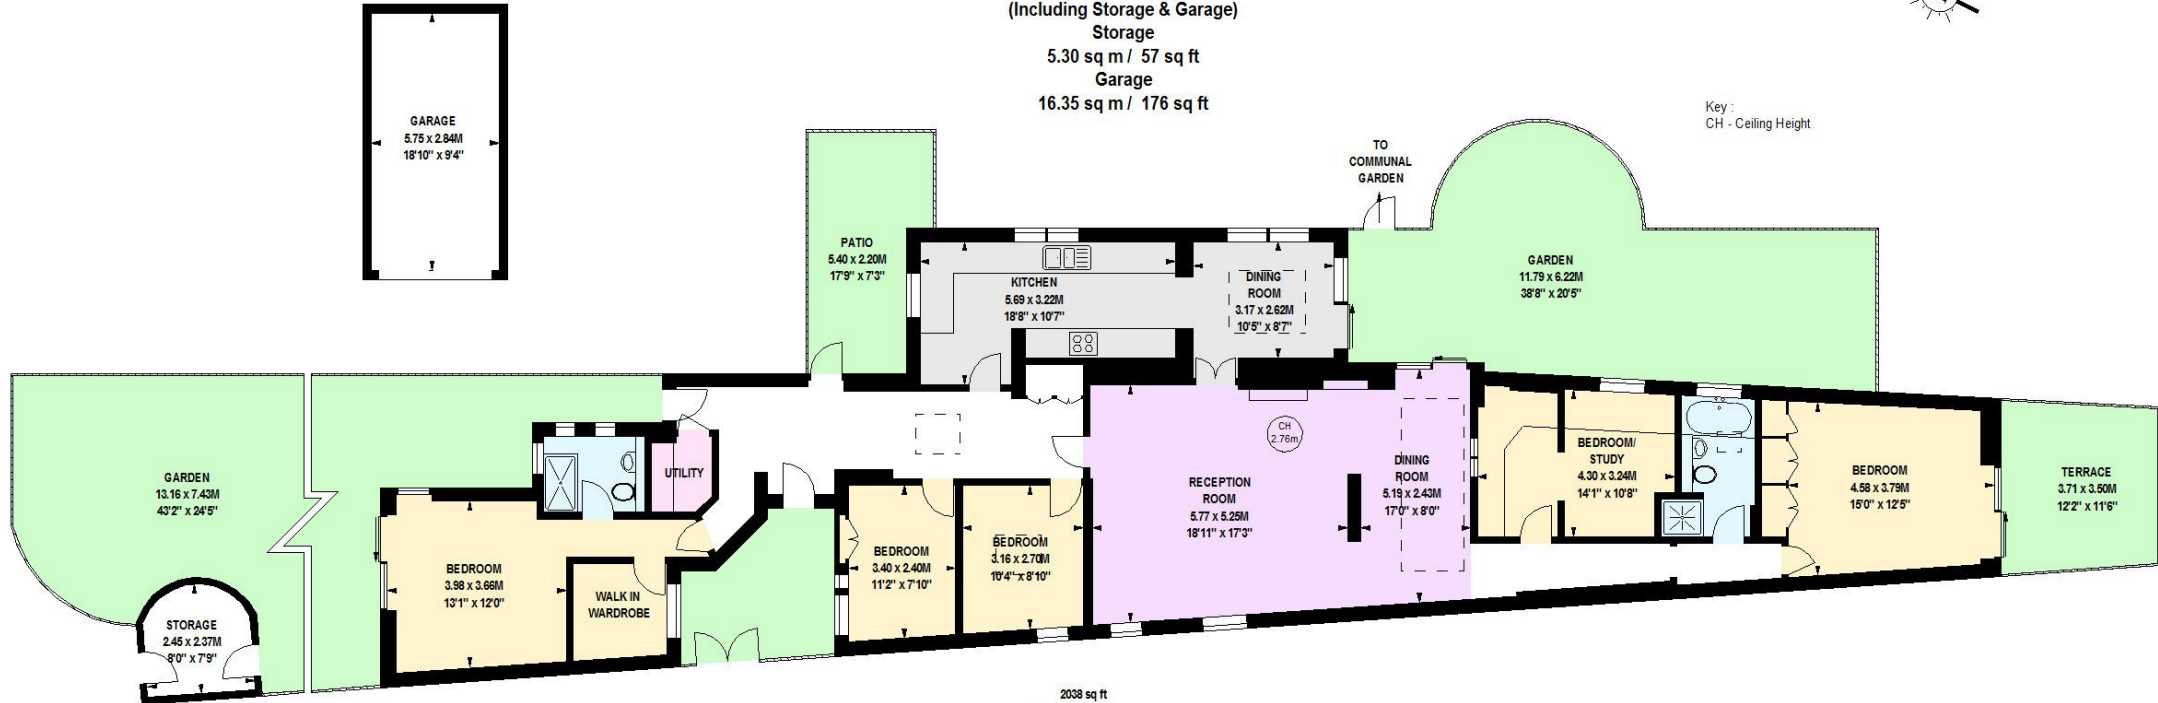 (Including Storage & Garage)
Storage
5.30 sq m / 57 sq ft
Garage
16.35 sq m / 176 sq ft
Key :
CH - Ceiling Height
GARAGE
5.75 x 2.84M
18'10" x 9'4"
TO
COMMUNAL
GARDEN
PATIO
5.40 x 2.20M
17'9" x 7'3"
KITCHEN
5.69 x 3.22M
18'8" x 10'7"
DINING
ROOM
3.17 x 2.62M
10'5" x 8'7"
GARDEN
11.79 x 6.22M
38'8" x 20'5"
GARDEN
13.16 x 7.43M
43'2" x 24'5"
UTILITY
CH
2.76m
RECEPTION
ROOM
5.77 x 5.25M
18'11" x 17'3"
DINING
ROOM
5.19 x 2.43M
17'0" x 8'0"
BEDROOM/
STUDY
4.30 x 3.24M
14'1" x 10'8"
BEDROOM
4.58 x 3.79M
15'0" x 12'5"
TERRACE
3.71 x 3.50M
12'2" x 11'6"
BEDROOM
3.98 x 3.66M
13'1" x 12'0"
WALK IN
WARDROBE
BEDROOM
3.40 x 2.40M
11'2" x 7'10"
BEDROOM
3.16 x 2.70M
10'4" x 8'10"
STORAGE
2.45 x 2.37M
8'0" x 7'9"
2038 sq ft